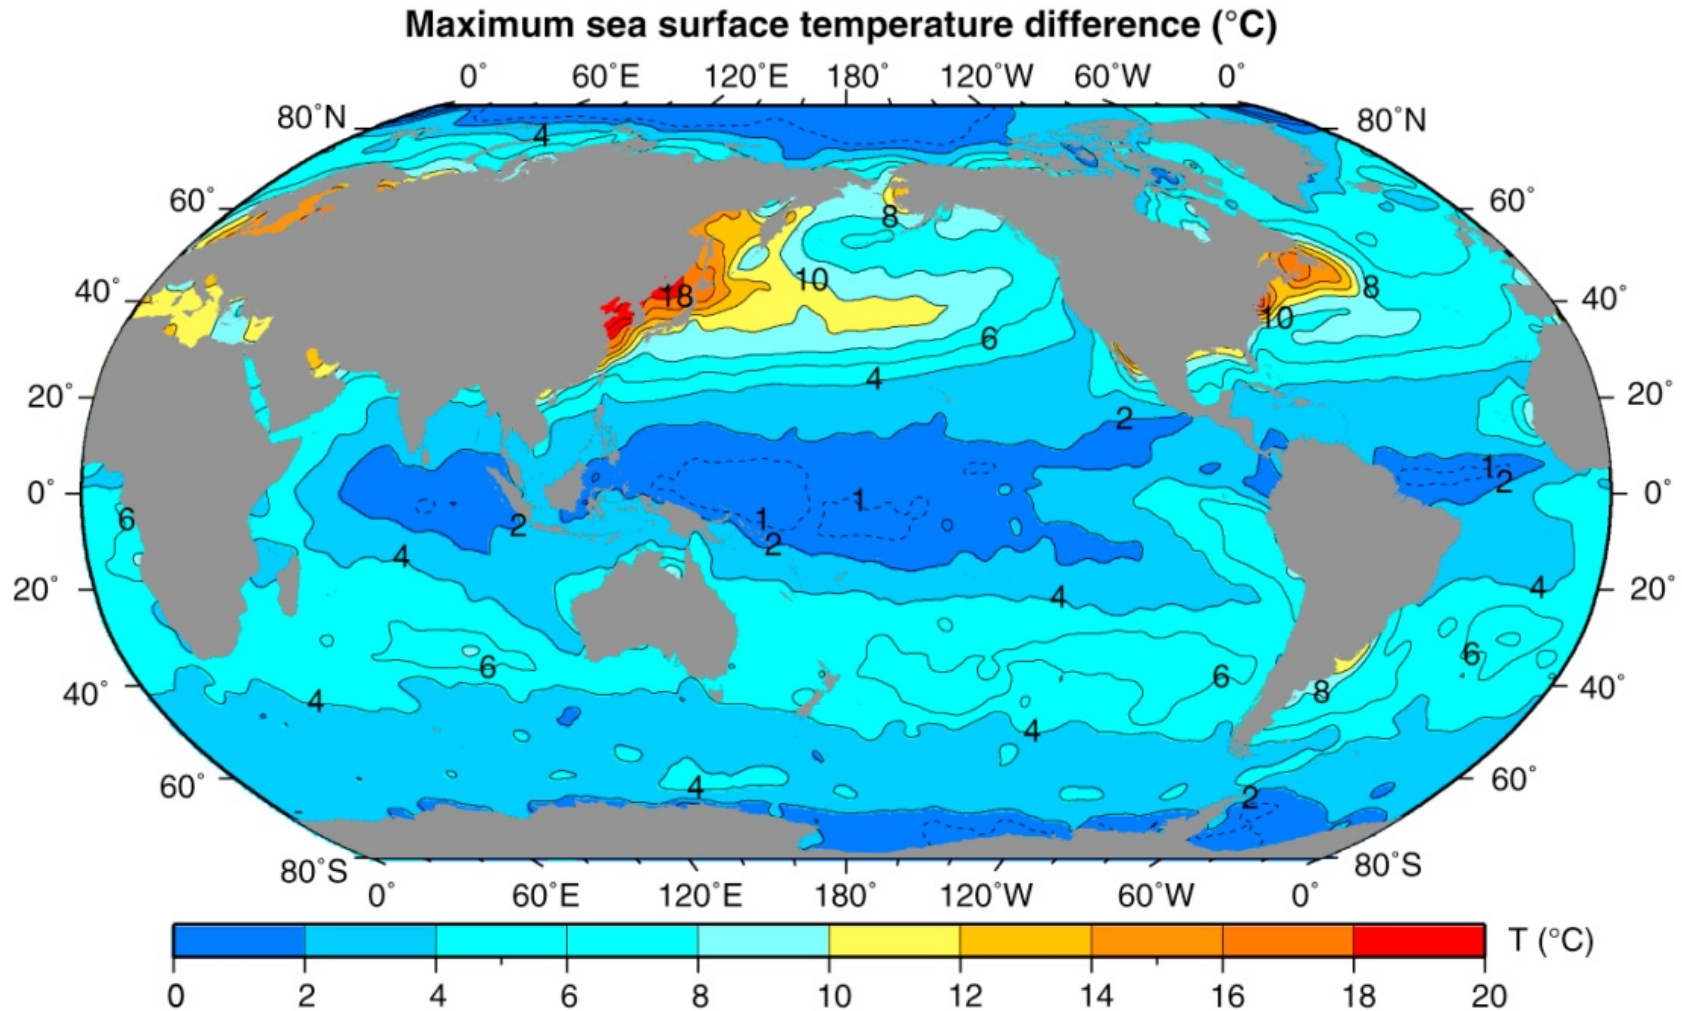 Maximum sea surface temperature difference (°C)
0° 60°E 120°E 180° 120°W 60°W 0°
80°N 80°N
4
60° 60°
8
10 8
40° 18 40°
10
6
4
20° 20°
2
1
0° 2 0°
1
6 1
2
2
4
20° 4 4 20°
6 6
6
40° 4 8 40°
4
60° 4 60°
2
80°S 80°S
0° 60°E 120°E 180° 120°W 60°W 0°
T (°C)
0 2 4 6 8 10 12 14 16 18 20